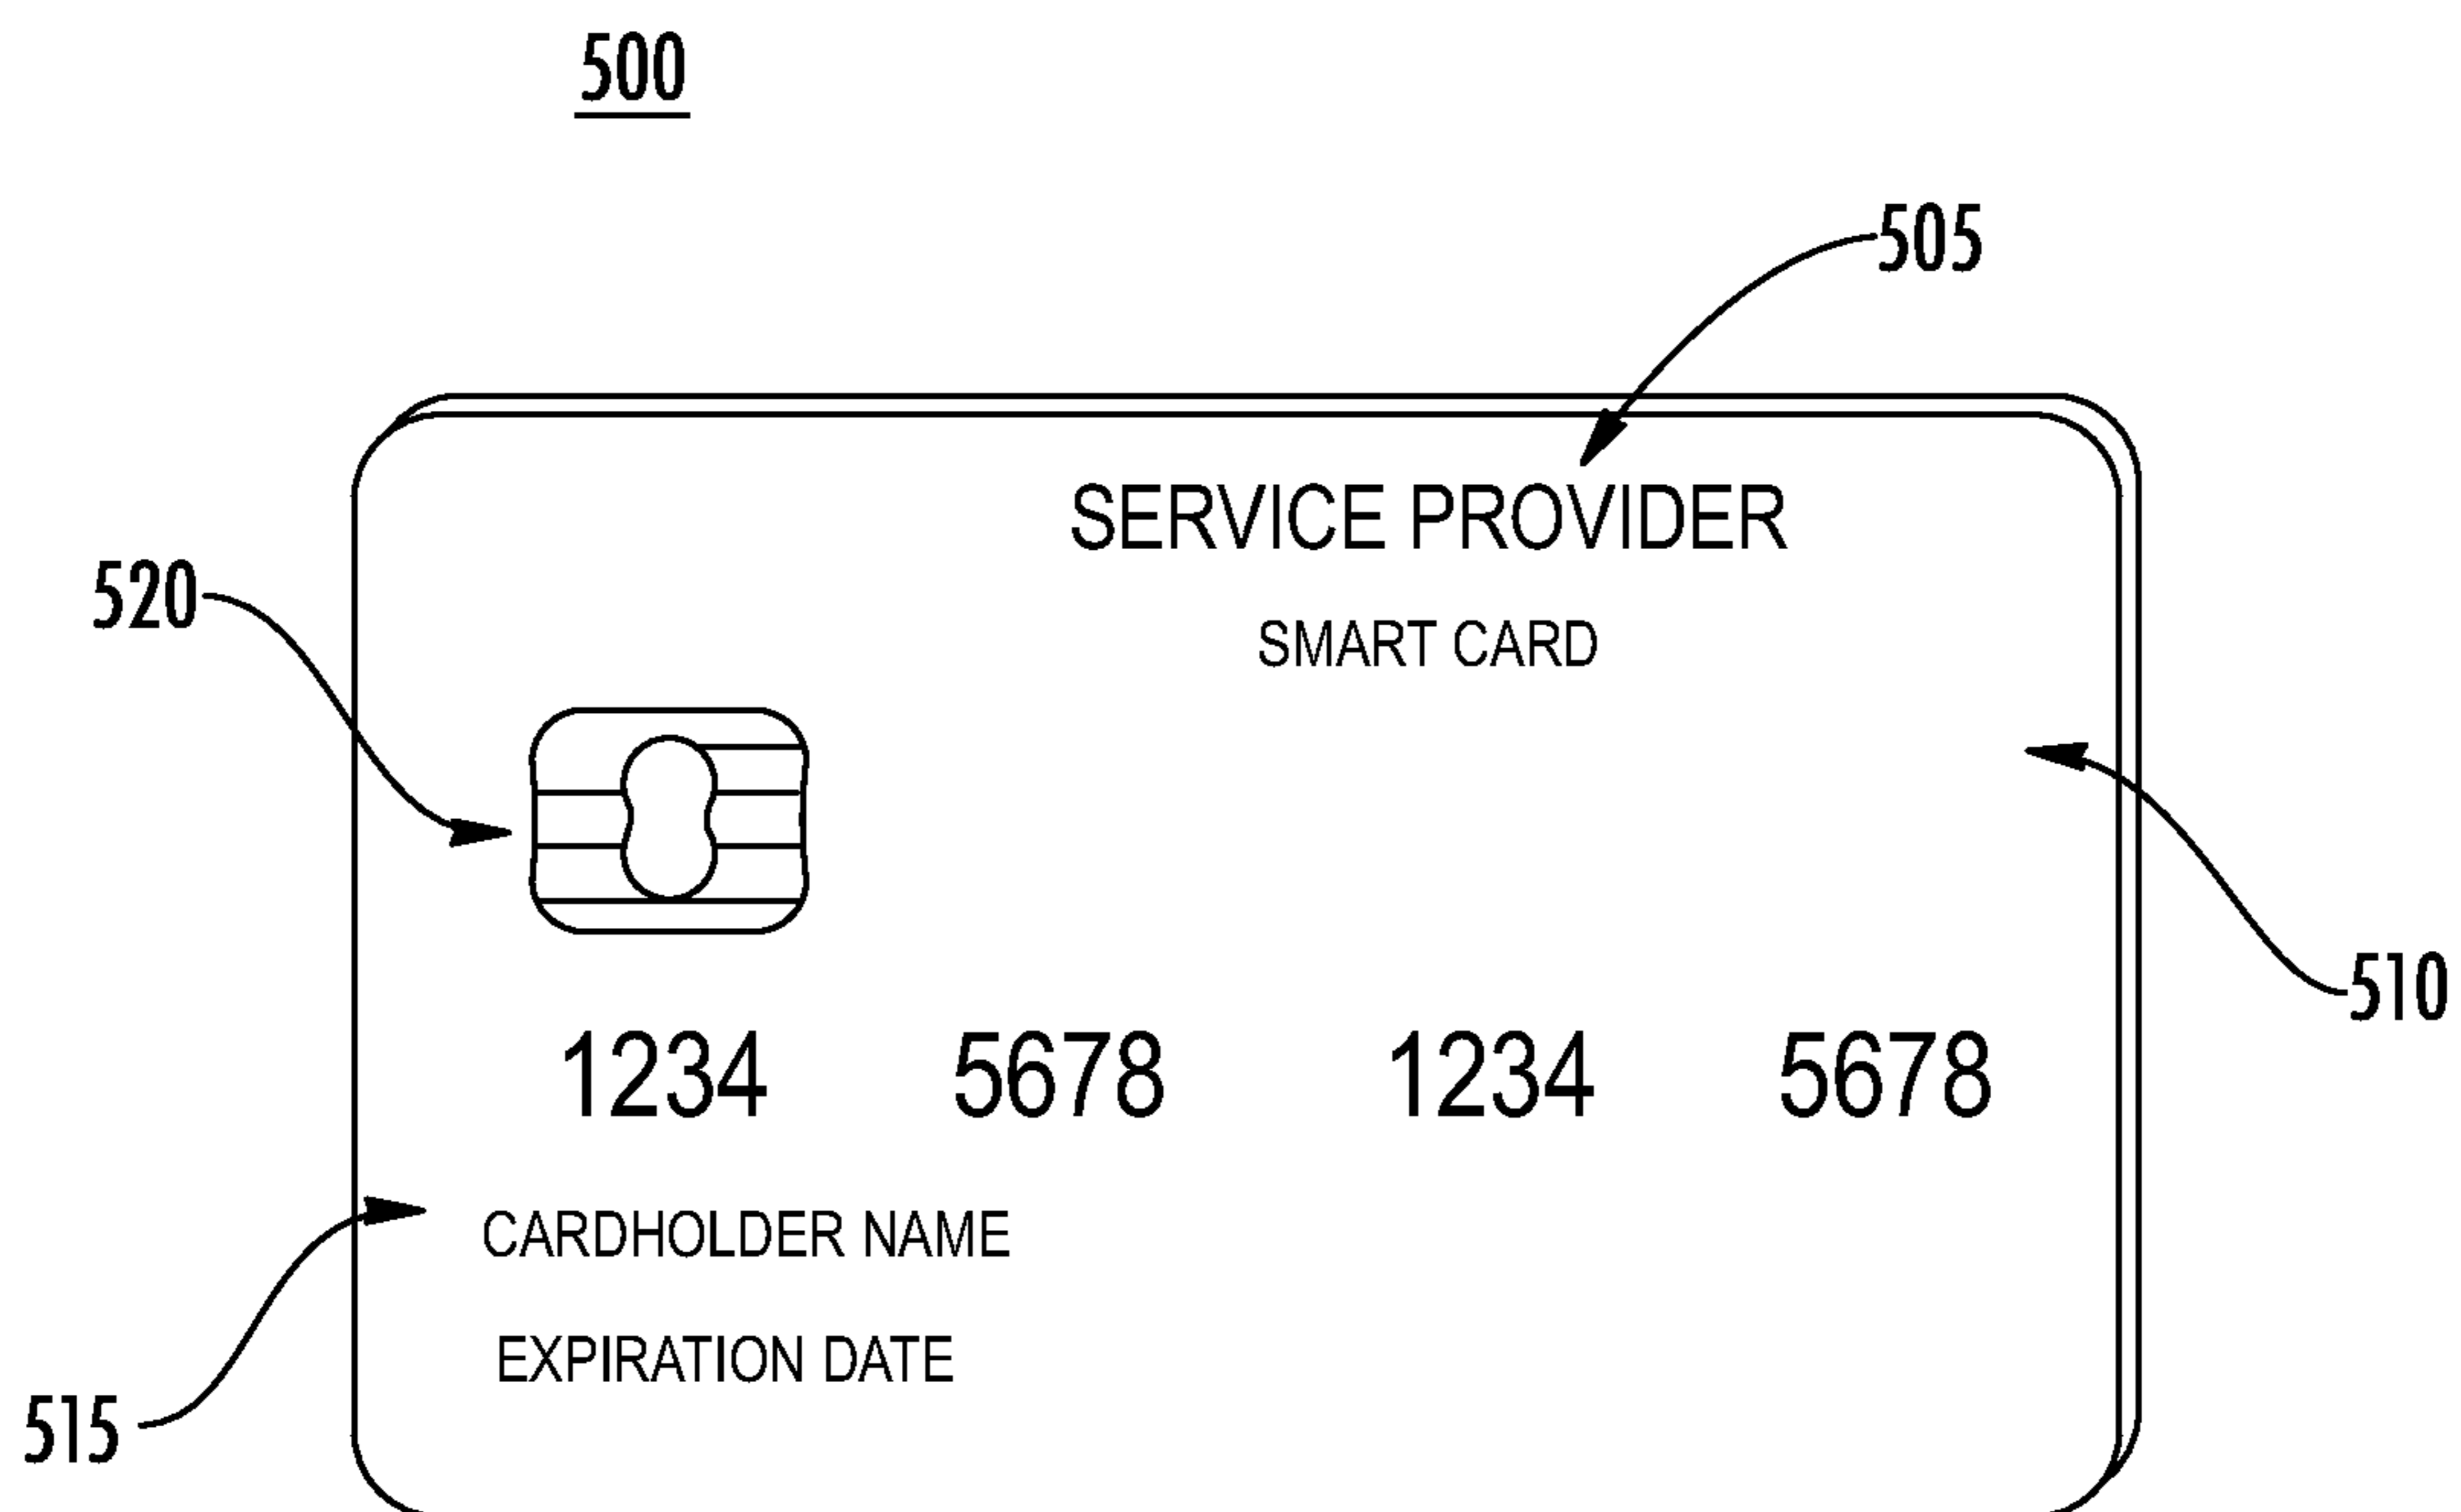 500
505
SERVICE PROVIDER
520
SMART CARD
510
1234 5678 1234 5678
CARDHOLDER NAME
EXPIRATION DATE
515